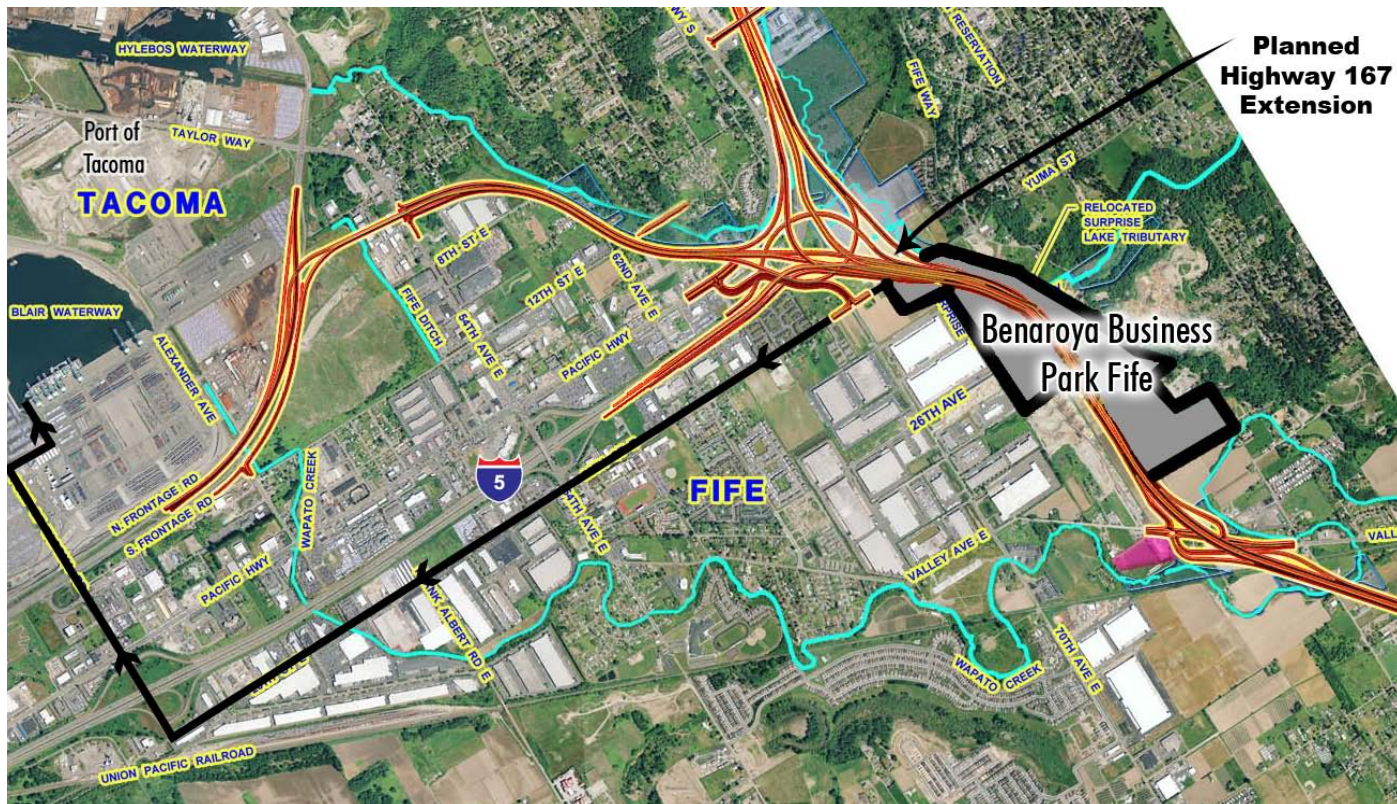 HYLEBOS WATERWAY
Port of
Tacoma
TAYLOR WAY
TACOMA
BLAIR WATERWAY
ALEXANDER AVE
N. FRONTAGE RD
S. FRONTAGE RD
PACIFIC HWY
WAPATO CREEK
UNION PACIFIC RAILROAD
8TH ST E
FIFE DITCH
54TH AVE E
12TH ST E
62ND AVE E
PACIFIC HWY
5
FIFE
26TH AVE
VALLEY AVE E
70TH AVE E
WAPATO CREEK
HWY S
RESERVATION
FIFE WAY
YUMA ST
RELOCATED
SURPRISE
LAKE TRIBUTARY
Benaroya Business
Park Fife
Planned
Highway 167
Extension